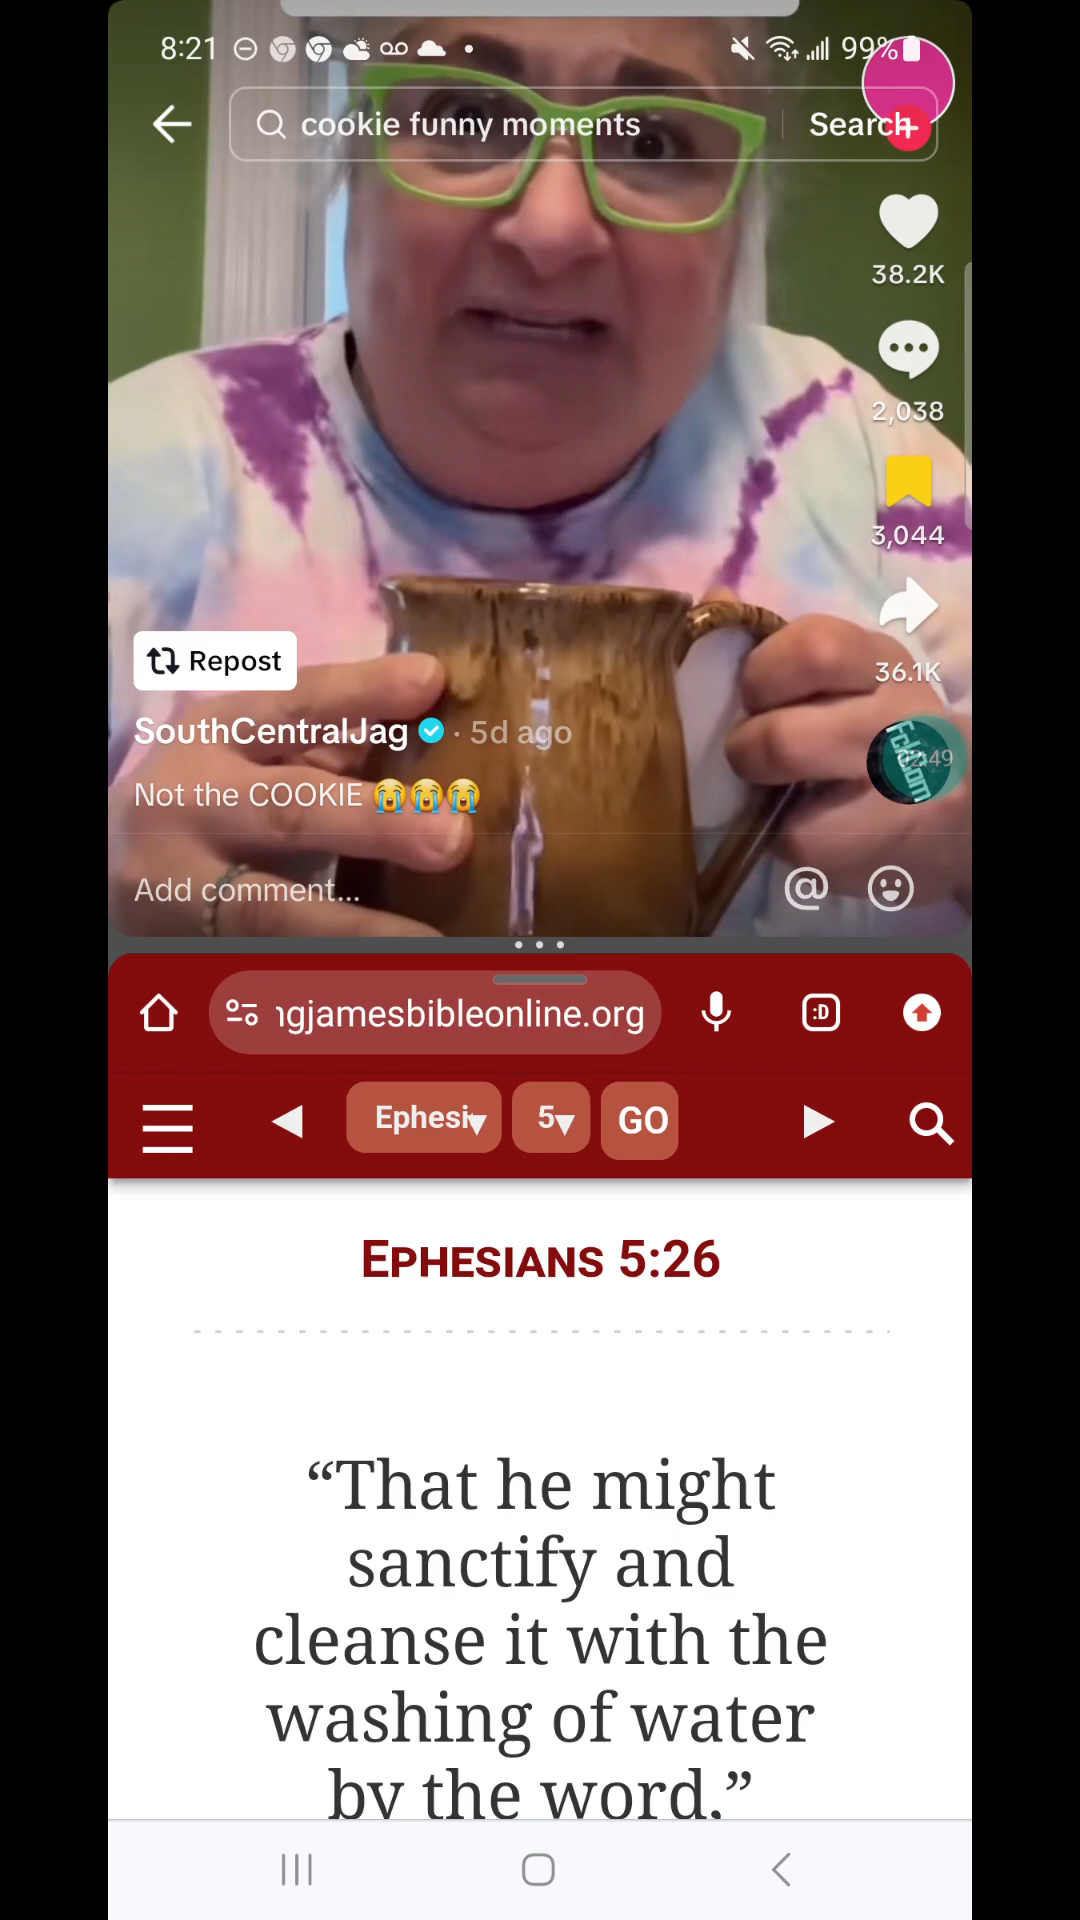 8:21
99%
cookie funny moments
Search
38.2K
2,038
3,044
36.1K
Repost
SouthCentralJag · 5d ago
02:49
Not the COOKIE 😭😭😭
Add comment...
@
ngjamesbibleonline.org
:D
Ephesi
5
GO
EPHESIANS 5:26
“That he might
sanctify and
cleanse it with the
washing of water
by the word,”